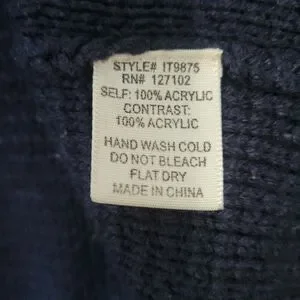 STYLE# IT9875
RN# 127102
SELF: 100% ACRYLIC
CONTRAST:
100% ACRYLIC
HAND WASH COLD
DO NOT BLEACH
FLAT DRY
MADE IN CHINA